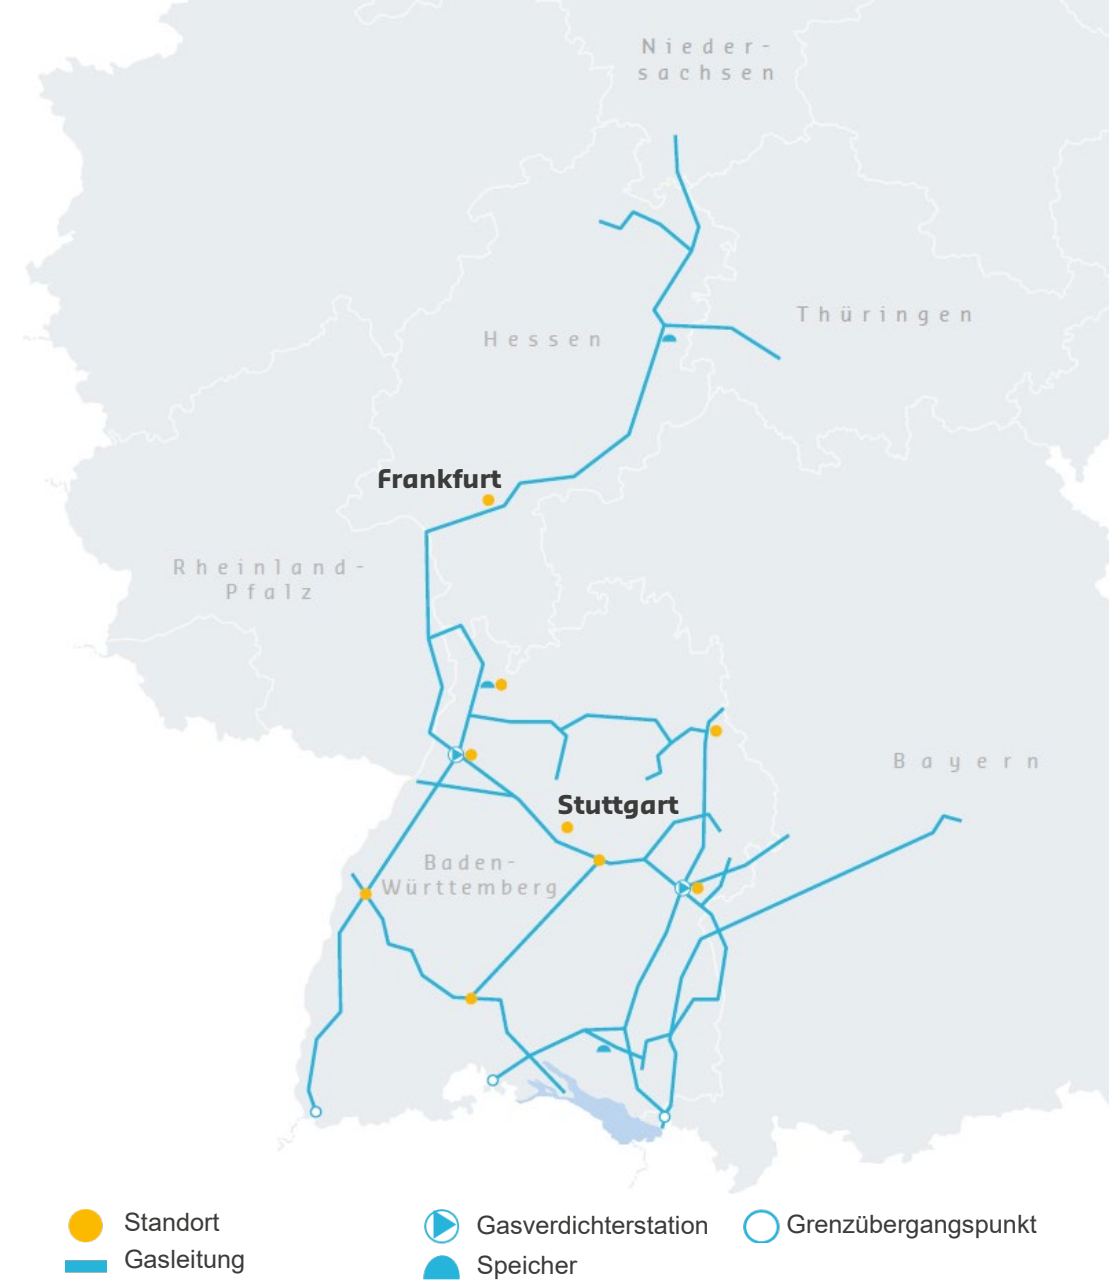 Nieder-
sachsen
Thüringen
Hessen
Frankfurt
Rheinland-
Pfalz
Bayern
Stuttgart
Baden-
Württemberg
Standort
Gasverdichterstation
Grenzübergangspunkt
Gasleitung
Speicher